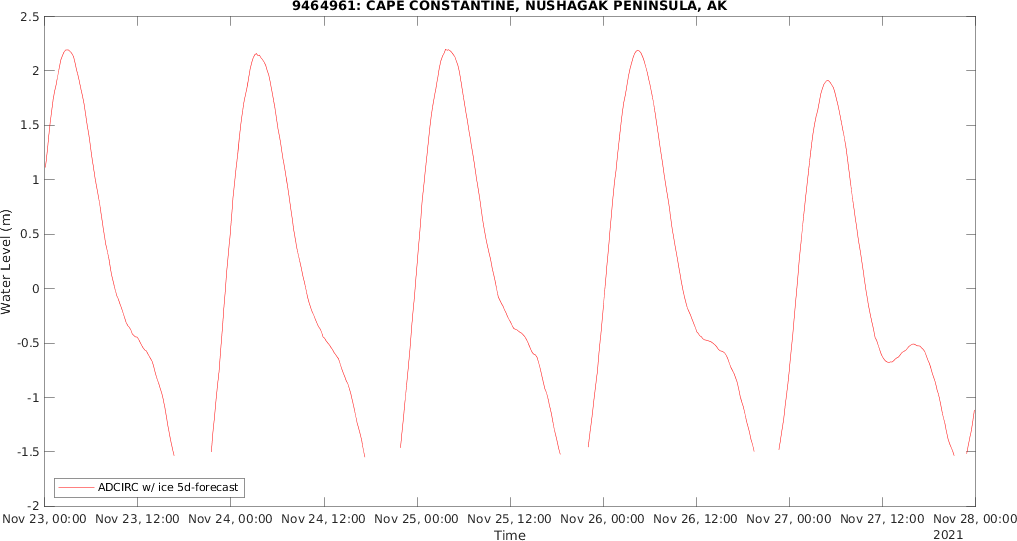 9464961: CAPE CONSTANTINE, NUSHAGAK PENINSULA, AK
2.5
2
1.5
1
0.5
0
-0.5
-1
-1.5
-2
Water Level (m)
ADCIRC w/ ice 5d-forecast
Nov 23, 00:00 Nov 23, 12:00 Nov 24, 00:00 Nov 24, 12:00 Nov 25, 00:00 Nov 25, 12:00 Nov 26, 00:00 Nov 26, 12:00 Nov 27, 00:00 Nov 27, 12:00 Nov 28, 00:00
Time
2021